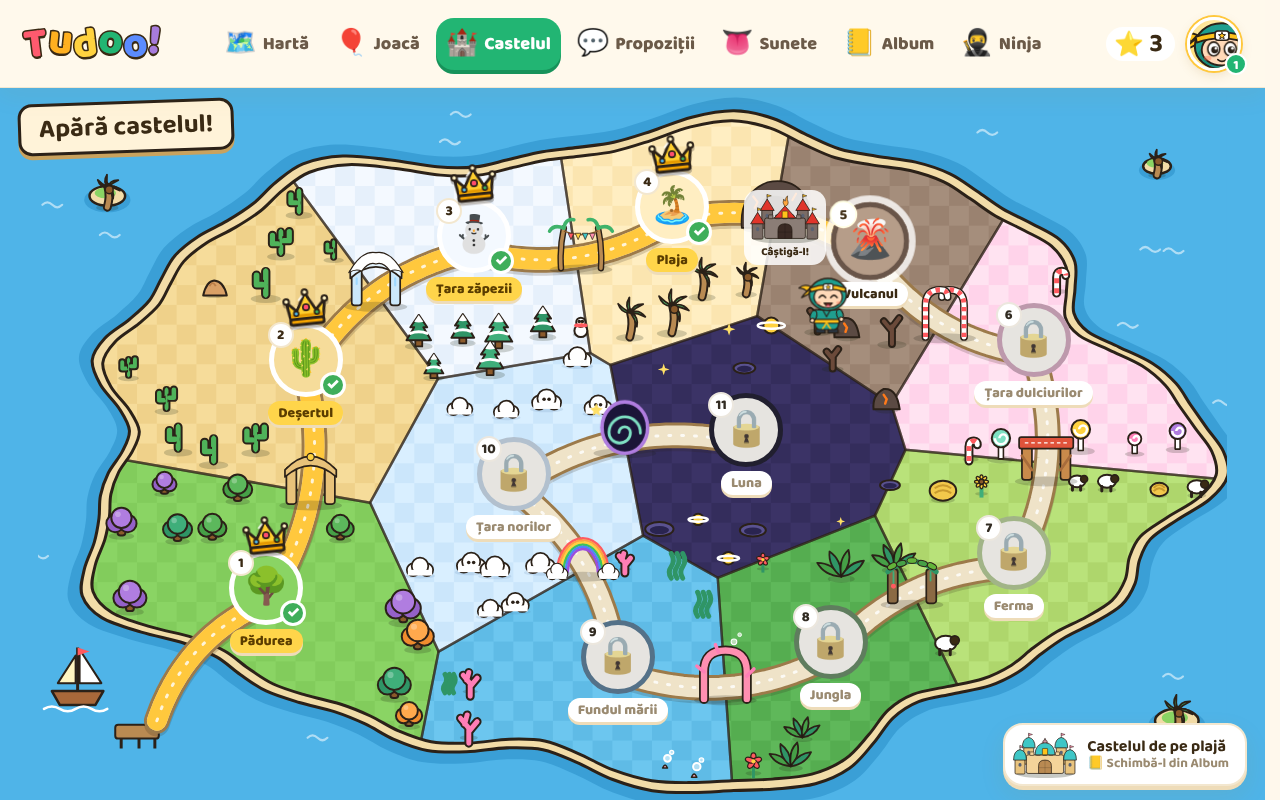 Tudoo!
Hartă
Joacă
Castelul
Propoziții
Sunete
Album
Ninja
3
1
Apără castelul!
4
Plaja
3
Țara zăpezii
5
Câștigă-l!
Vulcanul
2
Deșertul
6
Țara dulciurilor
11
Luna
10
Țara norilor
7
Ferma
1
Pădurea
8
Jungla
9
Fundul mării
Castelul de pe plajă
Schimbă-l din Album